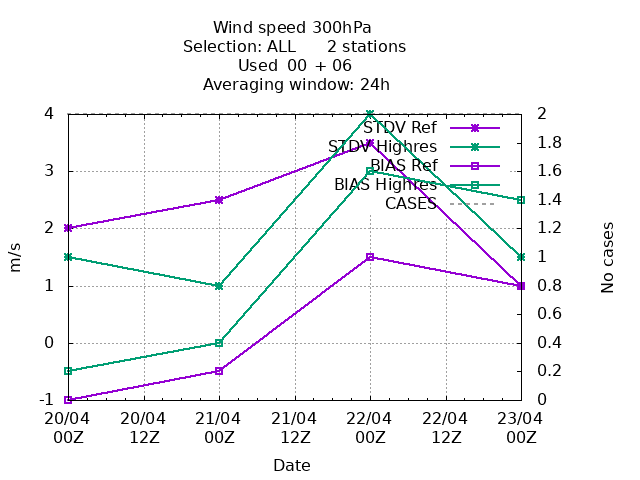 Wind speed 300hPa
Selection: ALL 2 stations
Used 00 + 06
Averaging window: 24h
4 2
STDV Ref
1.8
STDV Highres
3 1.6
BIAS Ref
BIAS Highres
1.4
CASES
2 1.2
m/s
1 
No cases
1 0.8
0.6
0 0.4
0.2
-1 0
20/04 20/04 21/04 21/04 22/04 22/04 23/04
00Z 12Z 00Z 12Z 00Z 12Z 00Z
Date